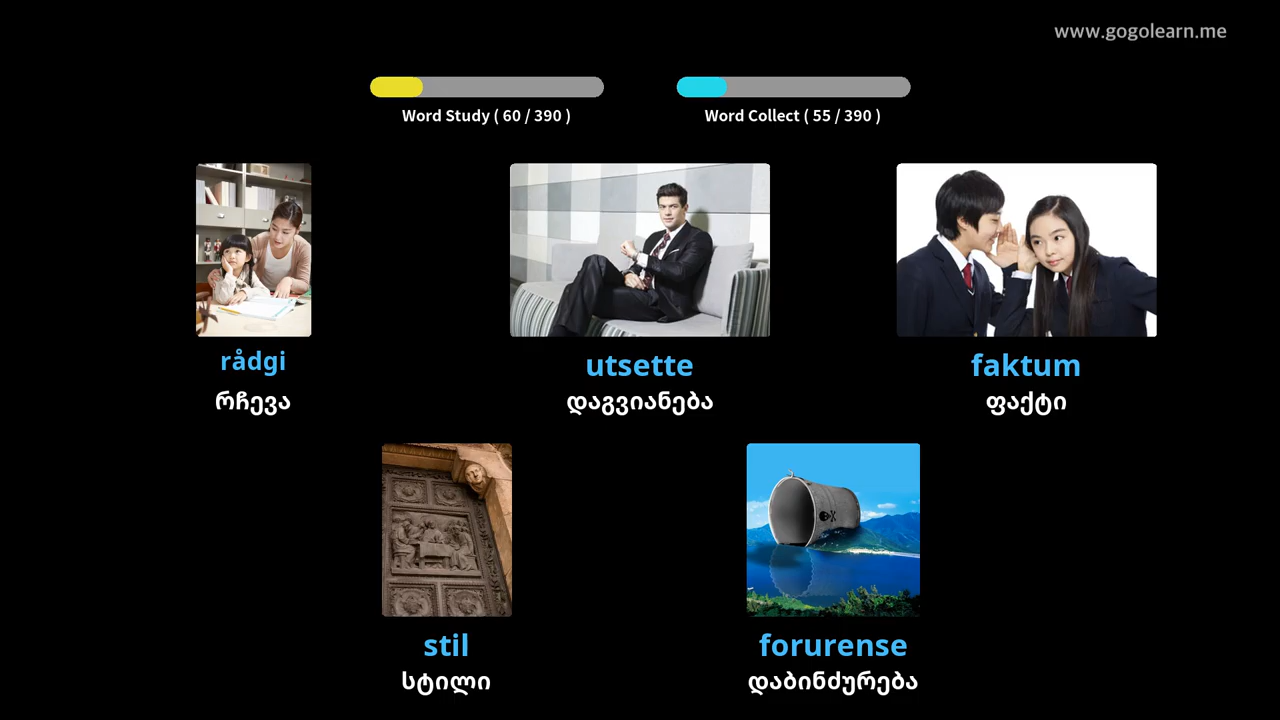 www.gogolearn.me
Word Study ( 60 / 390 )
Word Collect ( 55 / 390 )
rådgi
რჩევა
utsette
დაგვიანება
faktum
ფაქტი
stil
სტილი
forurense
დაბინძურება